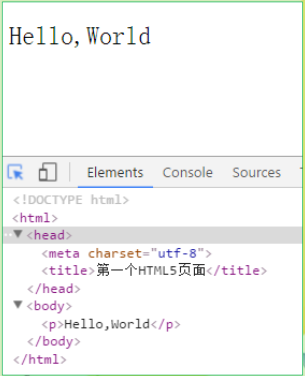 Hello,World
Elements Console Sources
<!DOCTYPE html>
<html>
<head>
<meta charset="utf-8">
<title>第一个HTML5页面</title>
</head>
<body>
<p>Hello,World</p>
</body>
</html>